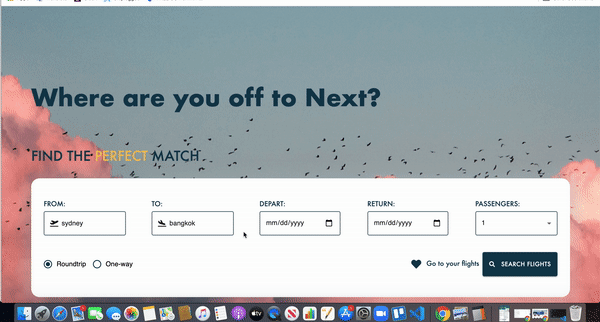 Where are you off to Next?
FIND THE PERFECT MATCH
FROM: TO: DEPART: RETURN: PASSENGERS:
sydney bangkok mm/dd/yyyy mm/dd/yyyy 1
Roundtrip One-way Go to your flights SEARCH FLIGHTS